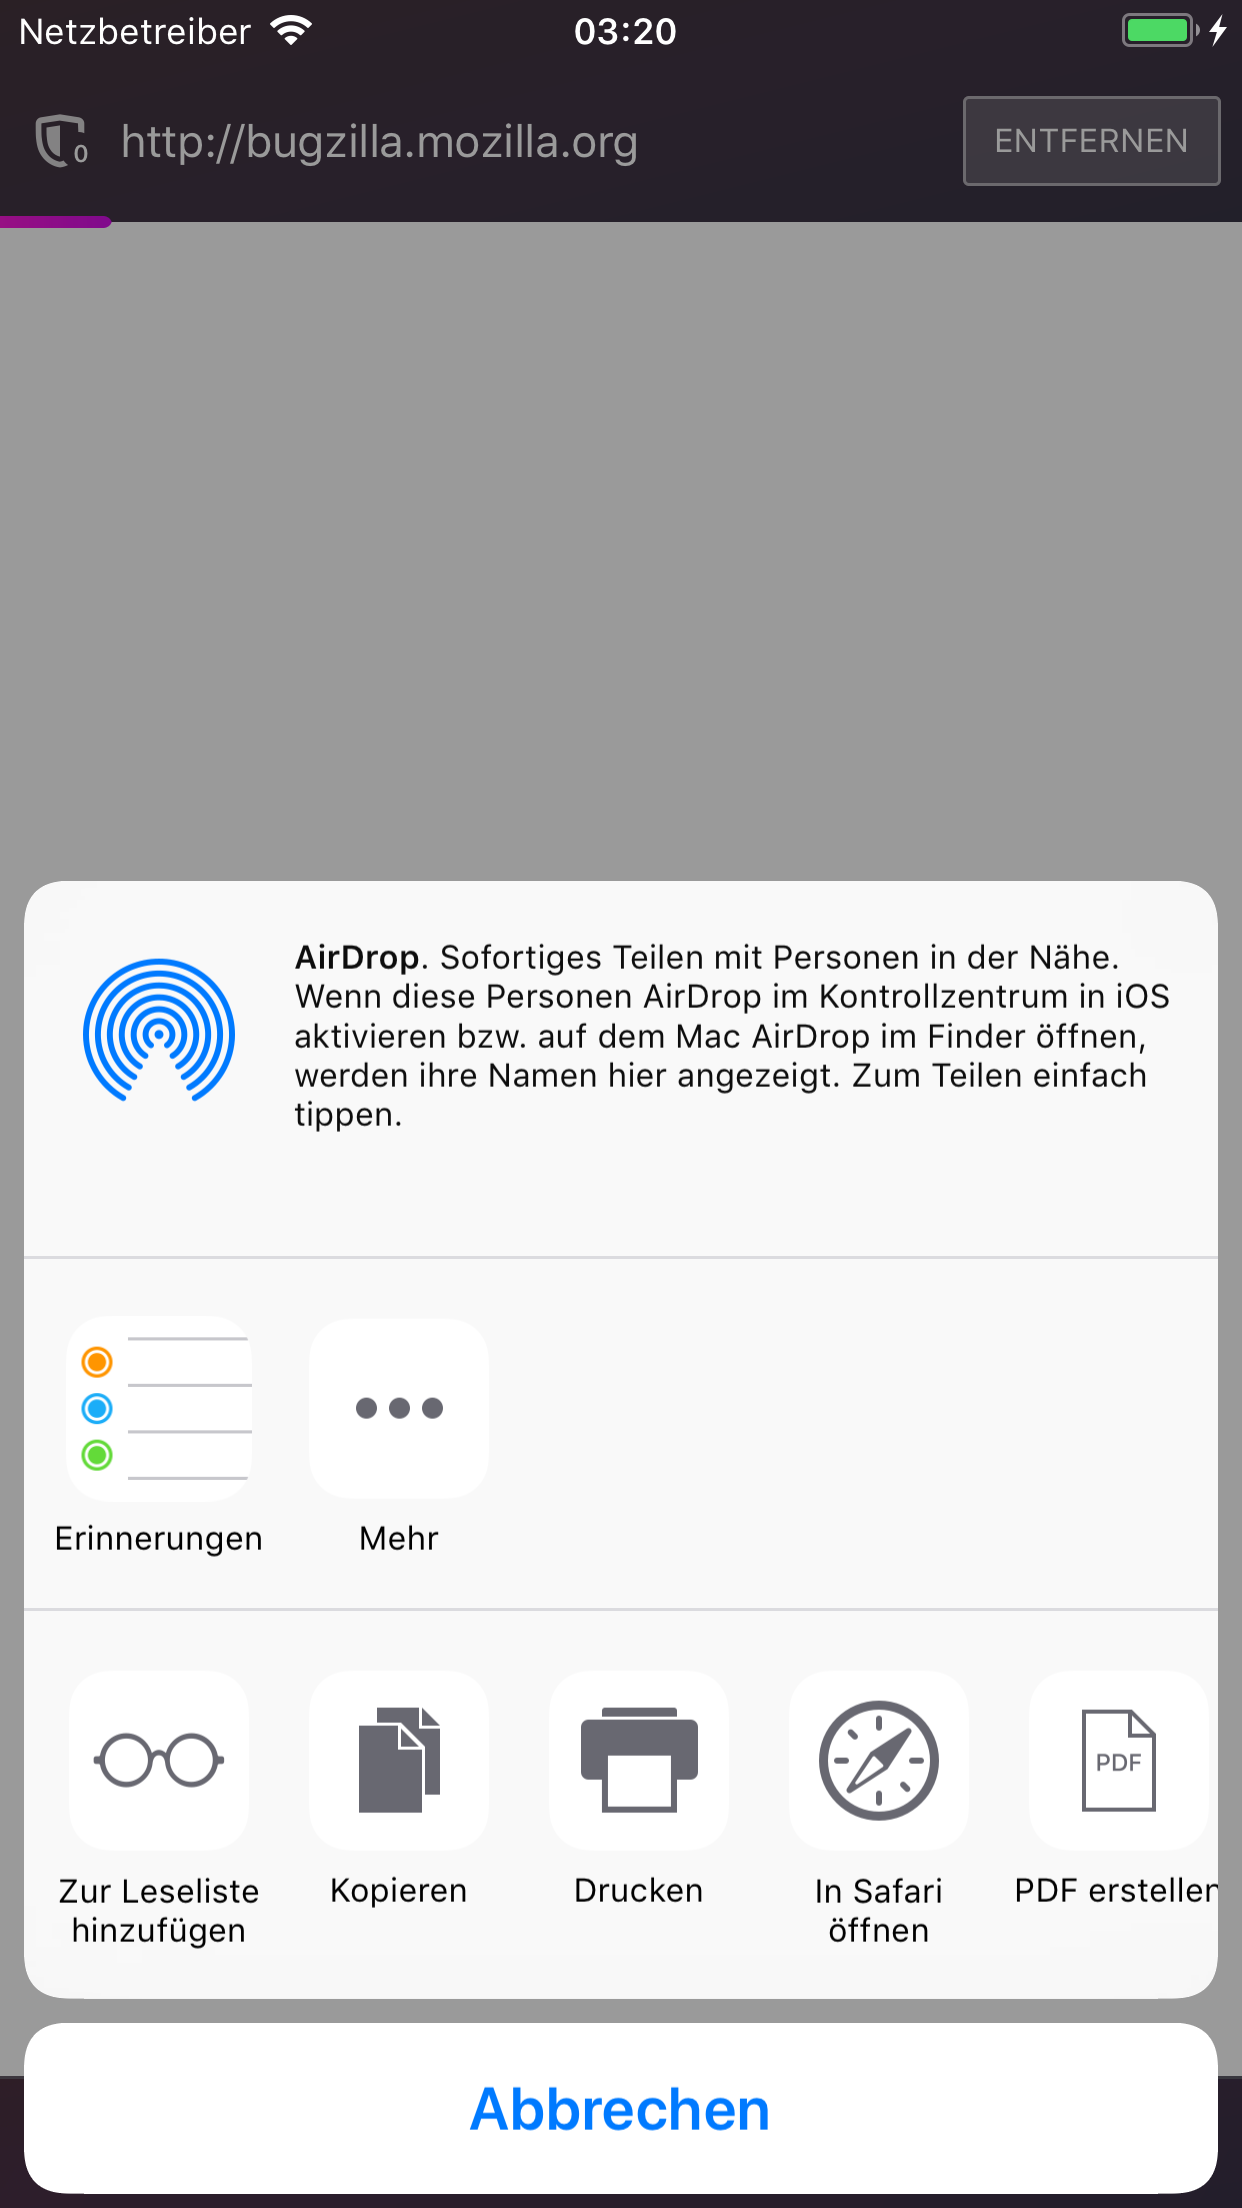 Netzbetreiber 03:20
0 http://bugzilla.mozilla.org ENTFERNEN
AirDrop. Sofortiges Teilen mit Personen in der Nähe.
Wenn diese Personen AirDrop im Kontrollzentrum in iOS
aktivieren bzw. auf dem Mac AirDrop im Finder öffnen,
werden ihre Namen hier angezeigt. Zum Teilen einfach
tippen.
Erinnerungen
Mehr
PDF
Zur Leseliste
hinzufügen
Kopieren
Drucken
In Safari
öffnen
PDF erstellen
Abbrechen